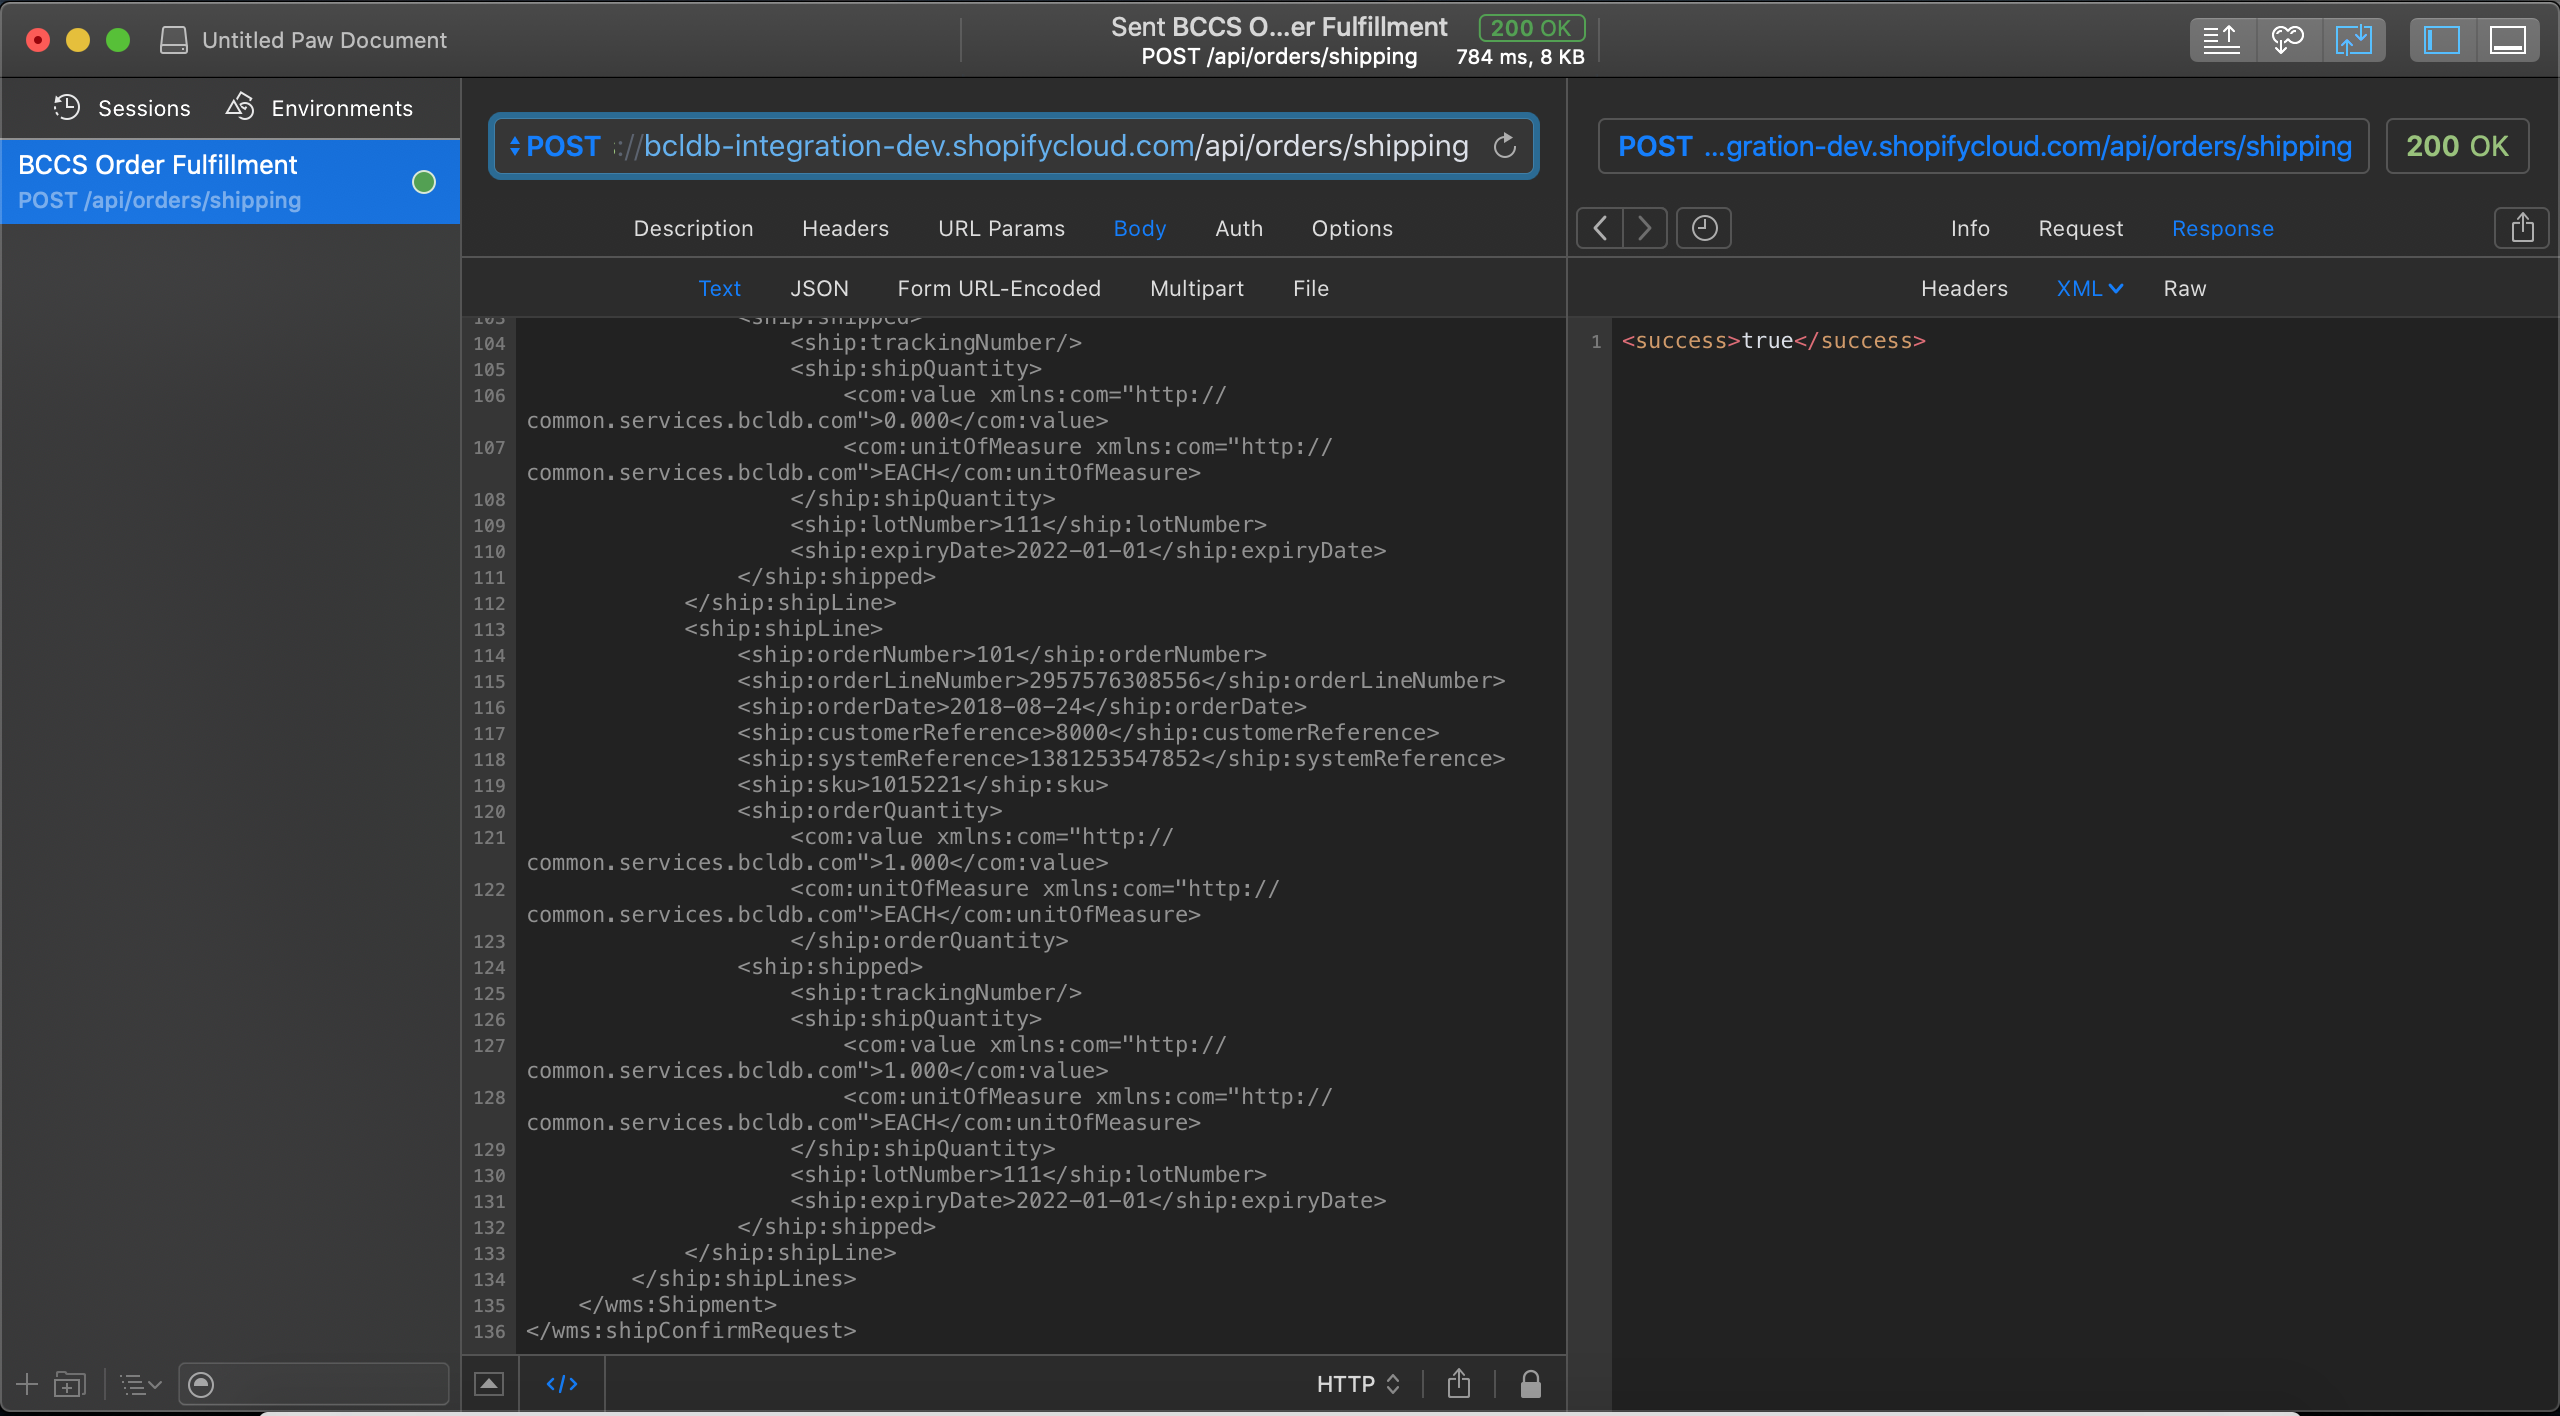 Untitled Paw Document
Sent BCCS O...er Fulfillment 200 OK
POST /api/orders/shipping 784 ms, 8 KB
Sessions Environments
BCCS Order Fulfillment
POST /api/orders/shipping
POST ://bcldb-integration-dev.shopifycloud.com/api/orders/shipping
Description Headers URL Params Body Auth Options
Text JSON Form URL-Encoded Multipart File
103 <ship:shipped>
104 <ship:trackingNumber/>
105 <ship:shipQuantity>
106 <com:value xmlns:com="http://
common.services.bcldb.com">0.000</com:value>
107 <com:unitOfMeasure xmlns:com="http://
common.services.bcldb.com">EACH</com:unitOfMeasure>
108 </ship:shipQuantity>
109 <ship:lotNumber>111</ship:lotNumber>
110 <ship:expiryDate>2022-01-01</ship:expiryDate>
111 </ship:shipped>
112 </ship:shipLine>
113 <ship:shipLine>
114 <ship:orderNumber>101</ship:orderNumber>
115 <ship:orderLineNumber>2957576308556</ship:orderLineNumber>
116 <ship:orderDate>2018-08-24</ship:orderDate>
117 <ship:customerReference>8000</ship:customerReference>
118 <ship:systemReference>1381253547852</ship:systemReference>
119 <ship:sku>1015221</ship:sku>
120 <ship:orderQuantity>
121 <com:value xmlns:com="http://
common.services.bcldb.com">1.000</com:value>
122 <com:unitOfMeasure xmlns:com="http://
common.services.bcldb.com">EACH</com:unitOfMeasure>
123 </ship:orderQuantity>
124 <ship:shipped>
125 <ship:trackingNumber/>
126 <ship:shipQuantity>
127 <com:value xmlns:com="http://
common.services.bcldb.com">1.000</com:value>
128 <com:unitOfMeasure xmlns:com="http://
common.services.bcldb.com">EACH</com:unitOfMeasure>
129 </ship:shipQuantity>
130 <ship:lotNumber>111</ship:lotNumber>
131 <ship:expiryDate>2022-01-01</ship:expiryDate>
132 </ship:shipped>
133 </ship:shipLine>
134 </ship:shipLines>
135 </wms:Shipment>
136 </wms:shipConfirmRequest>
HTTP
POST ...gration-dev.shopifycloud.com/api/orders/shipping 200 OK
Info Request Response
Headers XML Raw
1 <success>true</success>